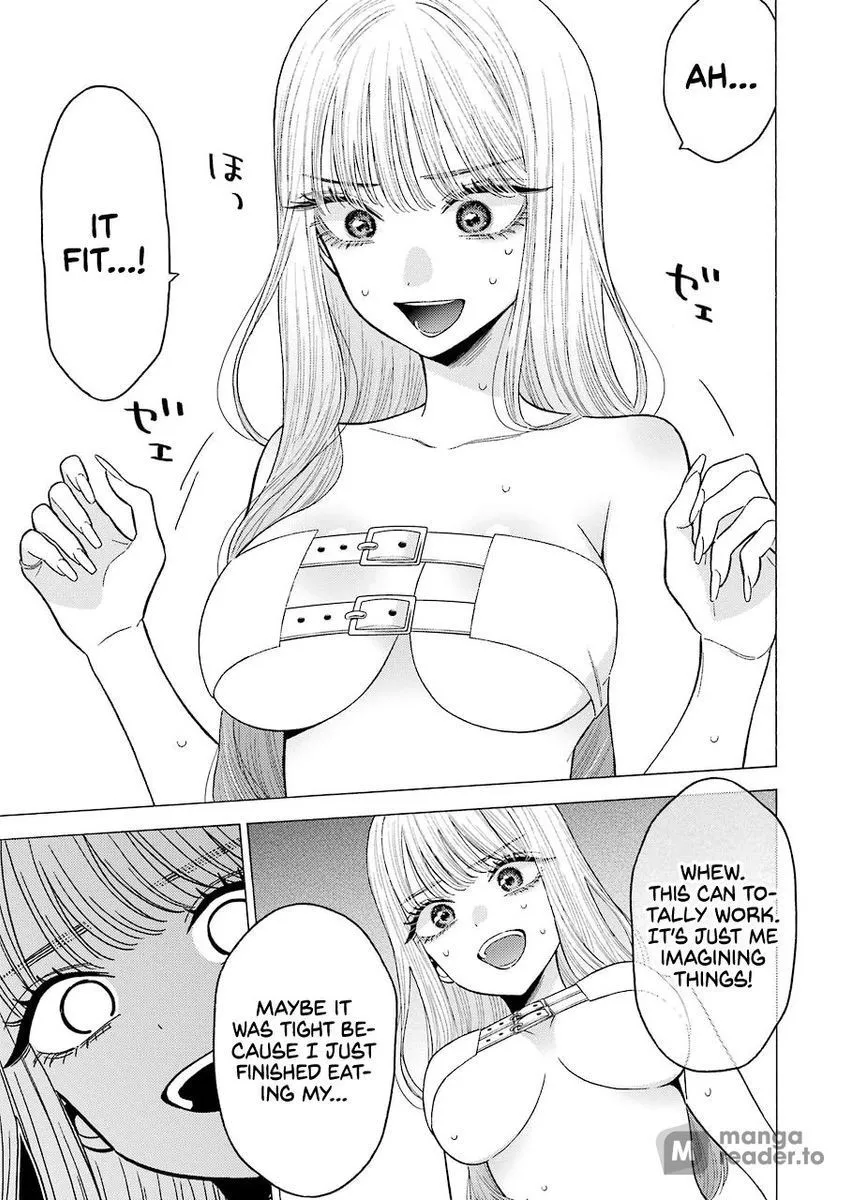 AH...
ほっ
IT
FIT...!
ゼェ
ゼェ
WHEW.
THIS CAN TO-
TALLY WORK.
IT'S JUST ME
IMAGINING
THINGS!
MAYBE IT
WAS TIGHT BE-
CAUSE I JUST
FINISHED EAT-
ING MY...
M manga
reader.to